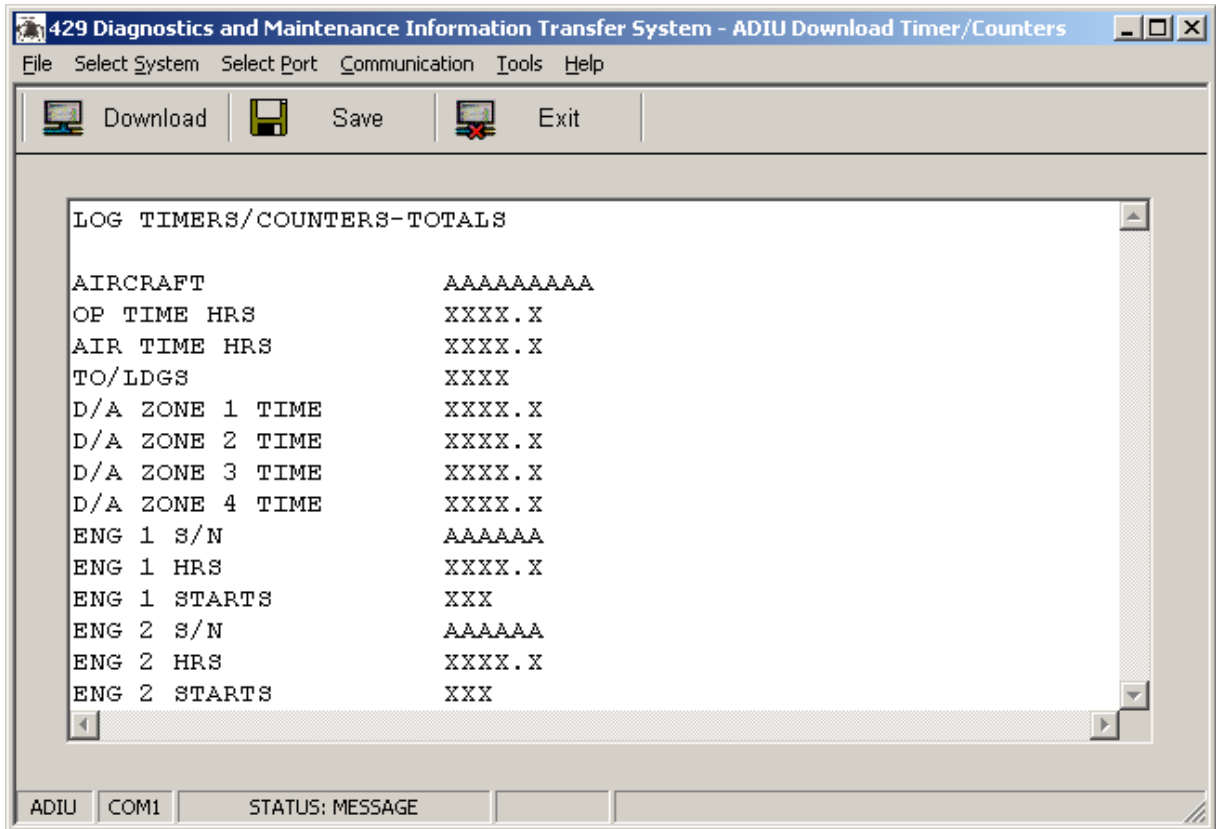 429 Diagnostics and Maintenance Information Transfer System - ADIU Download Timer/Counters
File Select System Select Port Communication Tools Help
Download Save Exit
LOG TIMERS/COUNTERS-TOTALS
AIRCRAFT AAAAAAAAA
OP TIME HRS XXXX.X
AIR TIME HRS XXXX.X
TO/LDGS XXXX
D/A ZONE 1 TIME XXXX.X
D/A ZONE 2 TIME XXXX.X
D/A ZONE 3 TIME XXXX.X
D/A ZONE 4 TIME XXXX.X
ENG 1 S/N AAAAAA
ENG 1 HRS XXXX.X
ENG 1 STARTS XXX
ENG 2 S/N AAAAAA
ENG 2 HRS XXXX.X
ENG 2 STARTS XXX
ADIU COM1 STATUS: MESSAGE